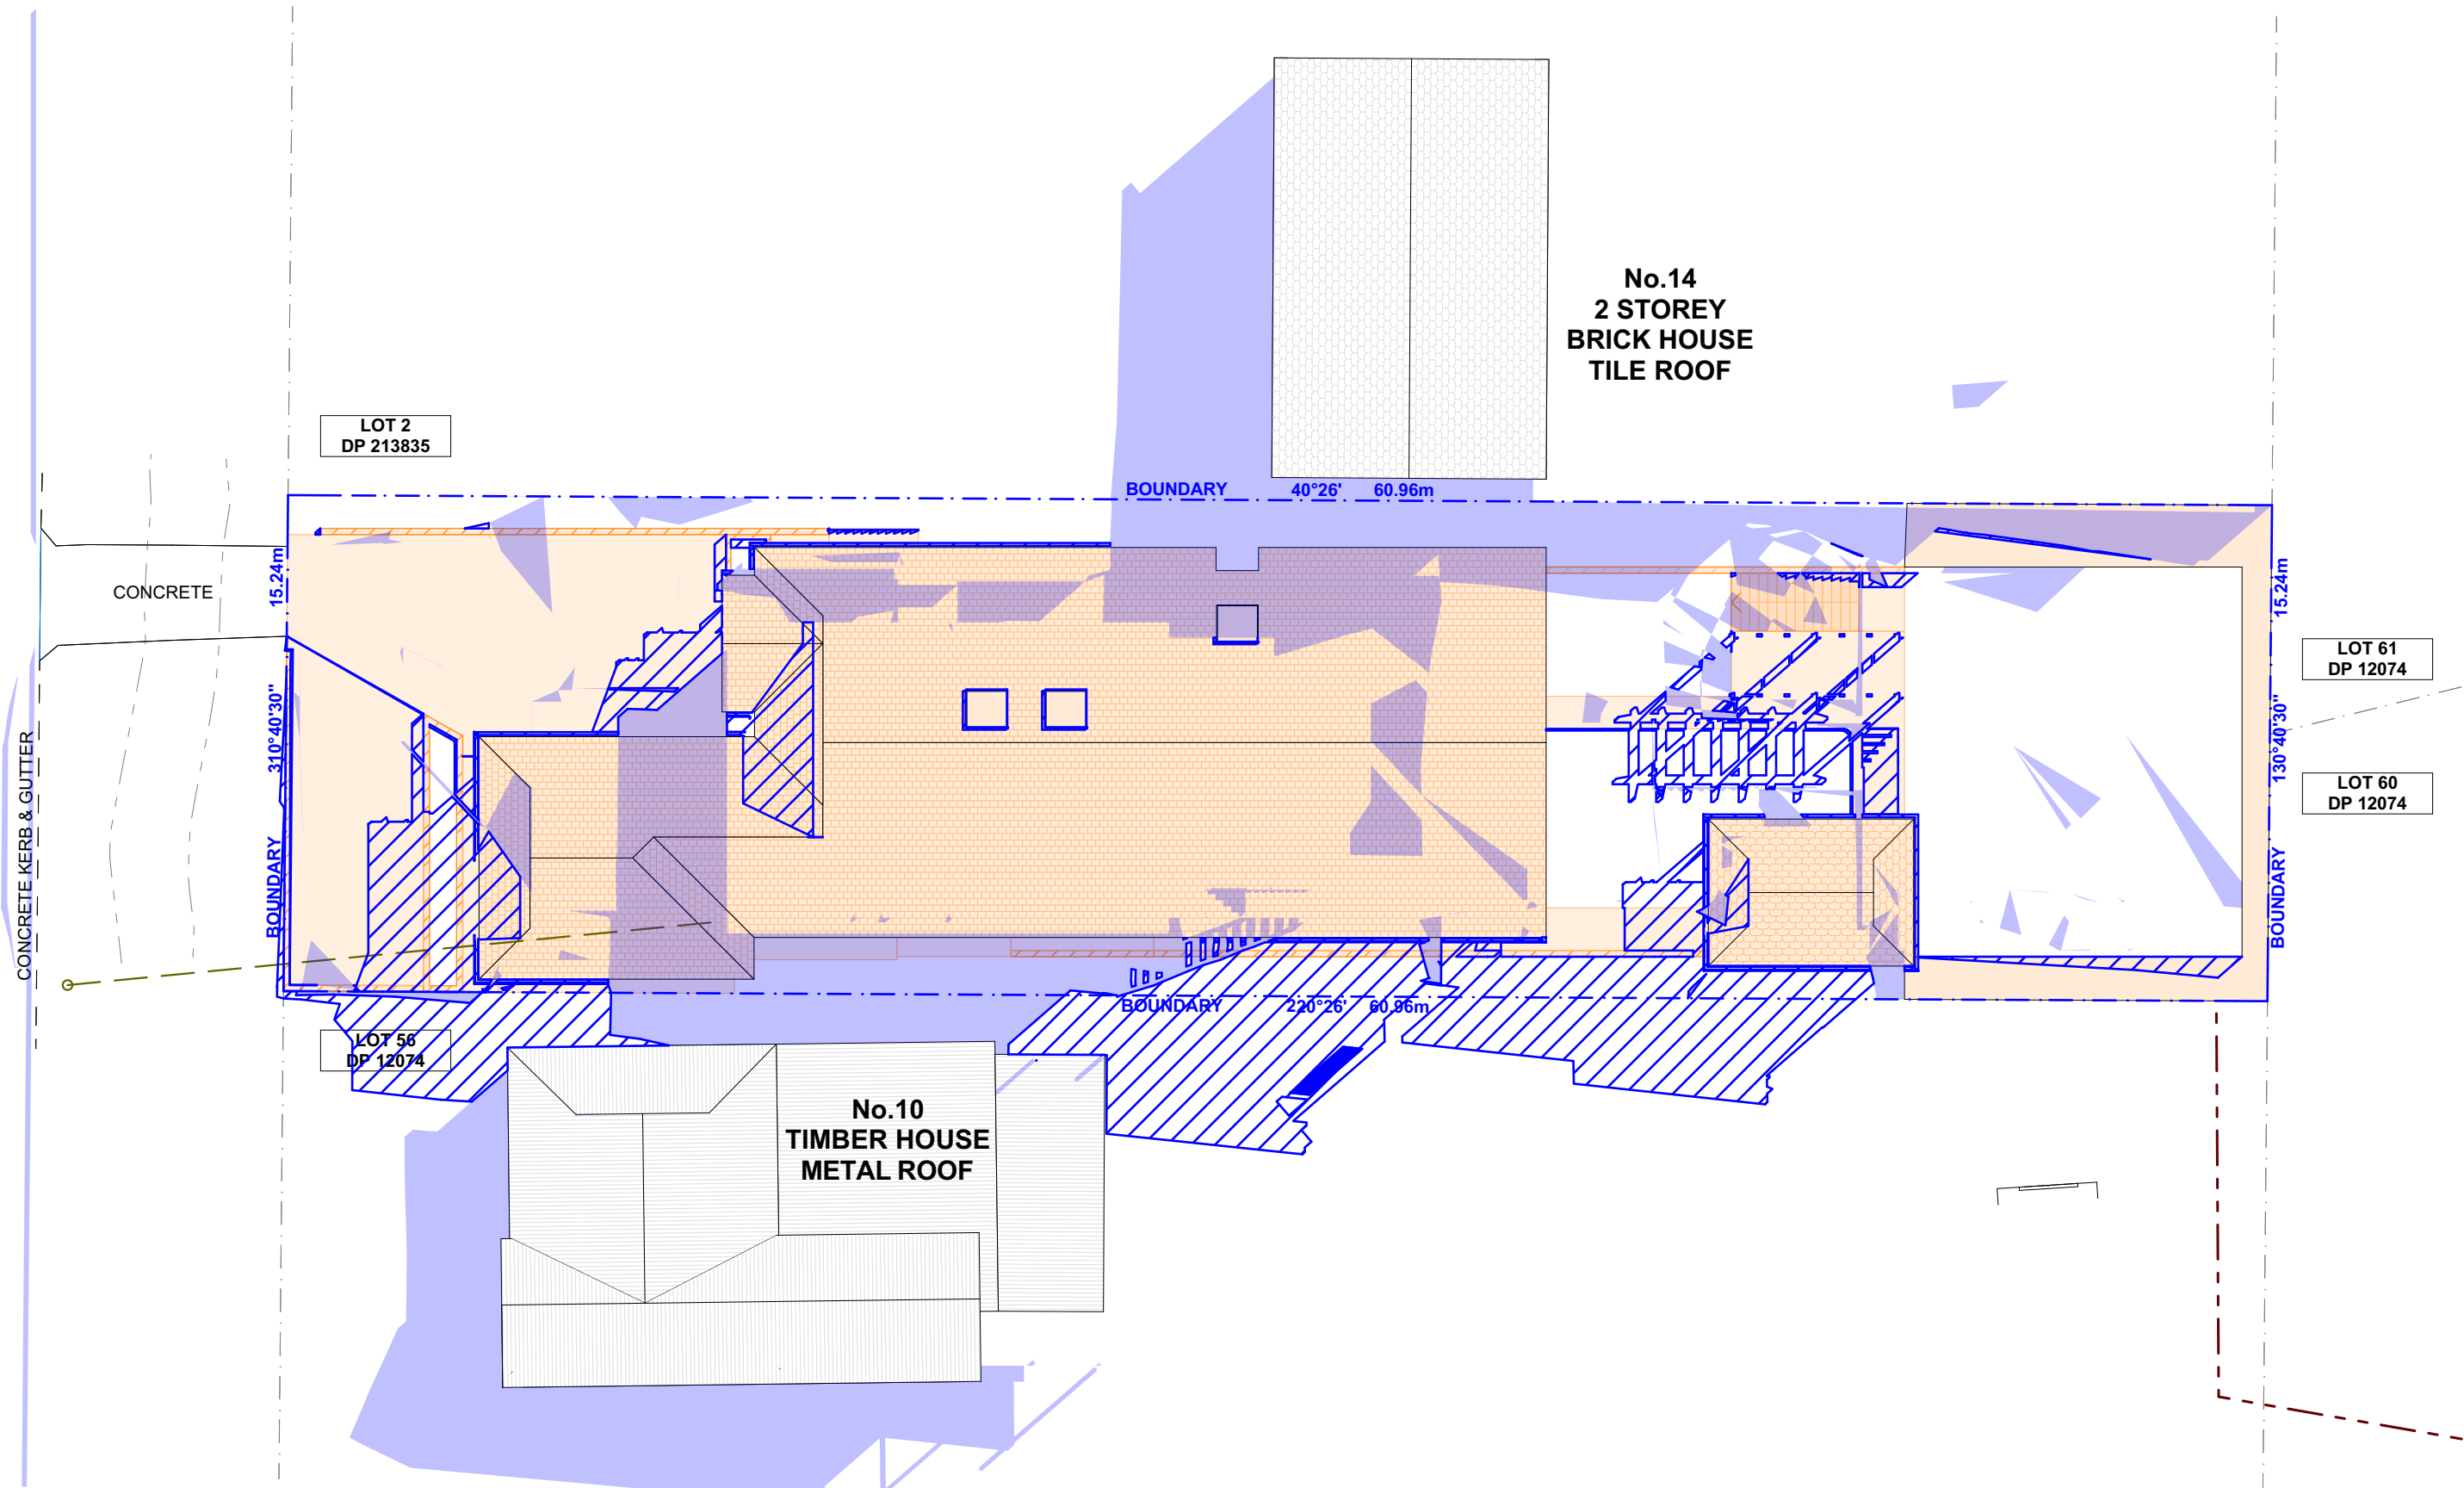 No.14
2 STOREY
BRICK HOUSE
TILE ROOF
LOT 2
DP 213835
BOUNDARY 40°26' 60.96m
15.24m
CONCRETE
15.24m
LOT 61
DP 12074
310°40'30"
130°40'30"
CONCRETE KERB & GUTTER
LOT 60
DP 12074
BOUNDARY
BOUNDARY
BOUNDARY 220°26' 60.96m
LOT 56
DP 12074
No.10
TIMBER HOUSE
METAL ROOF